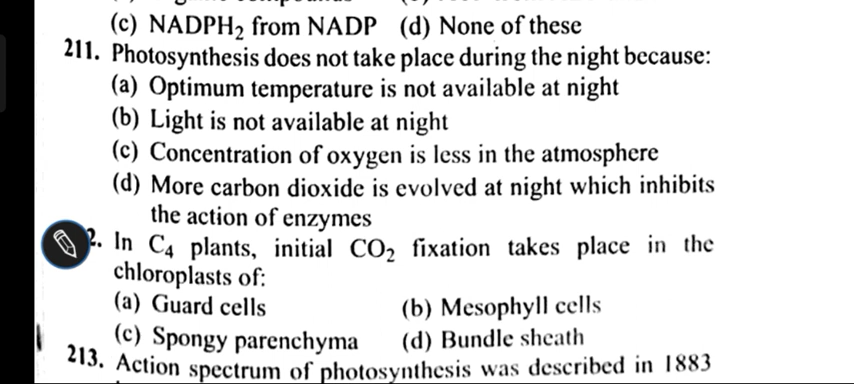 (c) NADPH₂ from NADP (d) None of these
211. Photosynthesis does not take place during the night because:
(a) Optimum temperature is not available at night
(b) Light is not available at night
(c) Concentration of oxygen is less in the atmosphere
(d) More carbon dioxide is evolved at night which inhibits
the action of enzymes
2. In C₄ plants, initial CO₂ fixation takes place in the
chloroplasts of:
(a) Guard cells (b) Mesophyll cells
(c) Spongy parenchyma (d) Bundle sheath
213. Action spectrum of photosynthesis was described in 1883